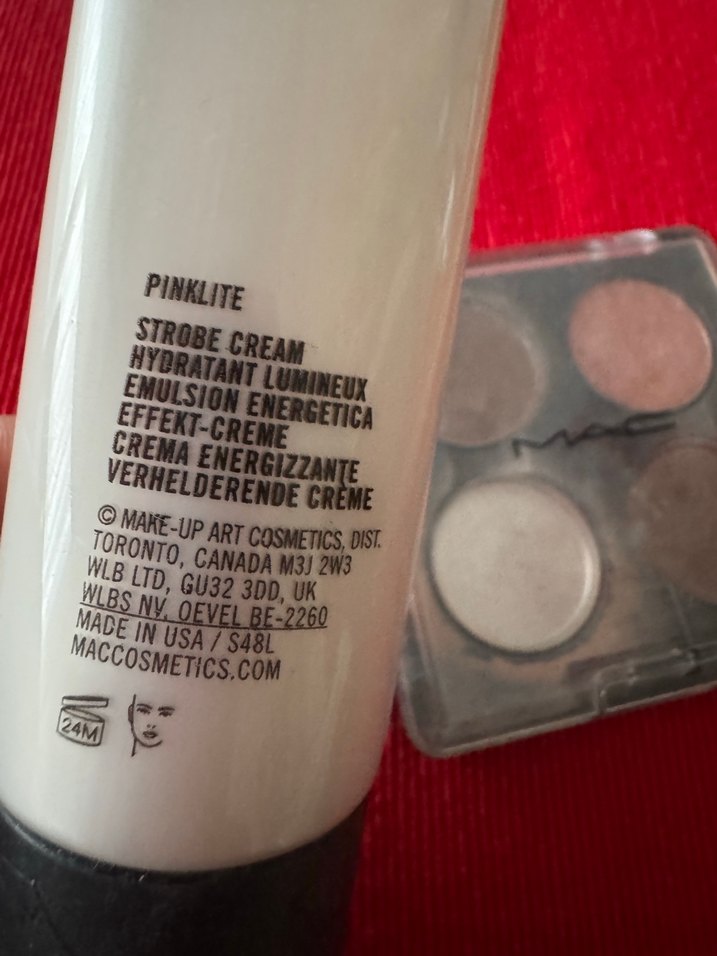 PINKLITE
STROBE CREAM
HYDRATANT LUMINEUX
EMULSION ENERGETICA
EFFEKT-CREME
CREMA ENERGIZZANTE
VERHELDERENDE CRÈME
© MAKE-UP ART COSMETICS, DIST.
TORONTO, CANADA M3J 2W3
WLB LTD, GU32 3DD, UK
WLBS NV, OEVEL BE-2260
MADE IN USA / S48L
MACCOSMETICS.COM
24M
MAC